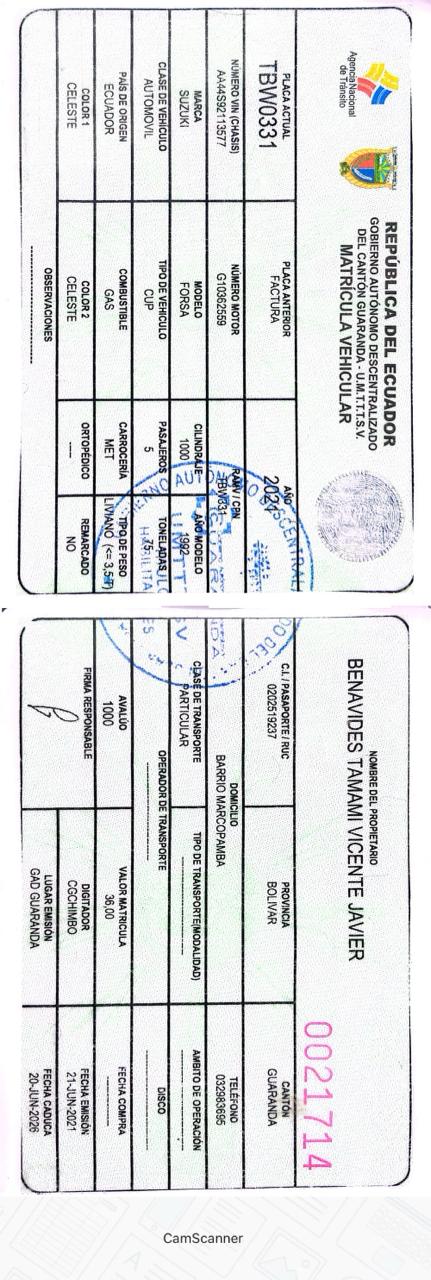 Agencia Nacional
de Tránsito
REPÚBLICA DEL ECUADOR
GOBIERNO AUTÓNOMO DESCENTRALIZADO
DEL CANTÓN GUARANDA - U.M.T.T.T.S.V.
MATRÍCULA VEHICULAR
PLACA ACTUAL PLACA ANTERIOR AÑO
TBW0331 FACTURA 2021
NÚMERO VIN (CHASIS) NÚMERO MOTOR RAMV / CPN
AA44S92113577 G10362559 TBW331
MARCA MODELO CILINDRAJE AÑO MODELO
SUZUKI FORSA 1000 1992
CLASE DE VEHÍCULO TIPO DE VEHICULO PASAJEROS TONELADAS
AUTOMOVIL CUP 5 .75
PAÍS DE ORIGEN COMBUSTIBLE CARROCERÍA TIPO DE PESO
ECUADOR GAS MET LIVIANO (<= 3,5 T)
COLOR 1 COLOR 2 ORTOPÉDICO REMARCADO
CELESTE CELESTE ---- NO
OBSERVACIONES
------------------------------
NOMBRE DEL PROPIETARIO
BENAVIDES TAMAMI VICENTE JAVIER
0021714
C.I. / PASAPORTE / RUC PROVINCIA CANTÓN
0202519237 BOLIVAR GUARANDA
DOMICILIO TELÉFONO
BARRIO MARCOPAMBA 032983695
CLASE DE TRANSPORTE TIPO DE TRANSPORTE(MODALIDAD) AMBITO DE OPERACIÓN
PARTICULAR ------------------------- -------------
OPERADOR DE TRANSPORTE DISCO
------------------------- -------------
AVALÚO VALOR MATRICULA FECHA COMPRA
1000 36,00 -------------
FIRMA RESPONSABLE DIGITADOR FECHA EMISIÓN
CGCHIMBO 21-JUN-2021
LUGAR EMISIÓN FECHA CADUCA
GAD GUARANDA 20-JUN-2026
GUARANDA
UMTTTSV
CamScanner